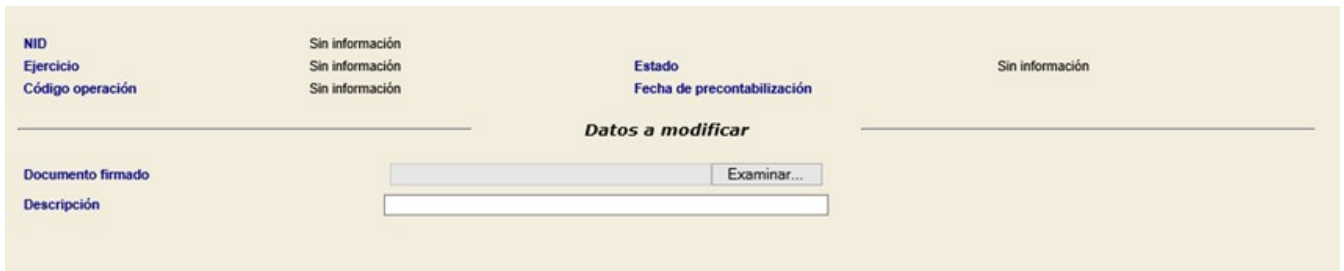 NID Sin información
Ejercicio Sin información Estado Sin información
Código operación Sin información Fecha de precontabilización
Datos a modificar
Documento firmado Examinar...
Descripción